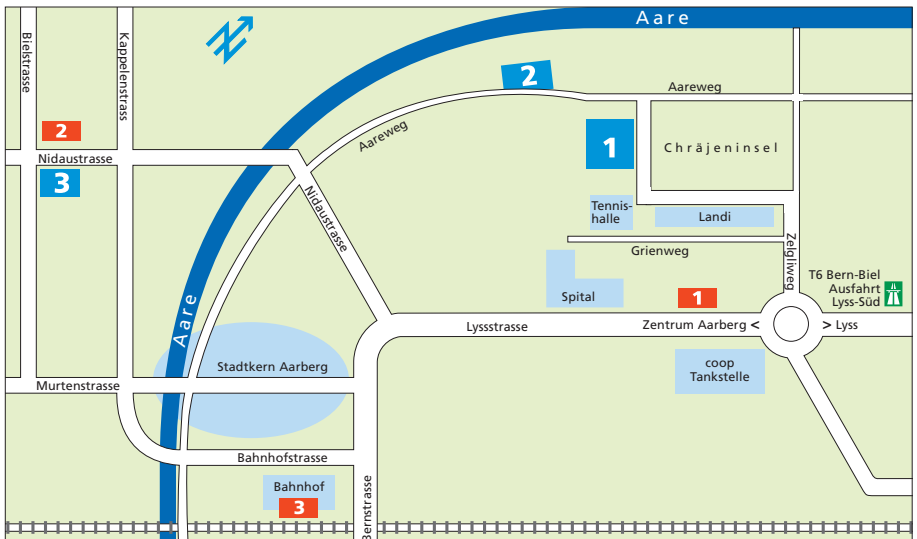 Aare
Bielstrasse
Kappelenstrass
2
Aareweg
Aareweg
2
Nidaustrasse
1
Chräjeninsel
3
Nidaustrasse
Tennis-
halle
Landi
Grienweg
Zelgliweg
T6 Bern-Biel
Ausfahrt
Lyss-Süd
Spital
1
Aare
Lyssstrasse
Zentrum Aarberg <
> Lyss
Stadtkern Aarberg
coop
Tankstelle
Murtenstrasse
Bahnhofstrasse
Bahnhof
3
Bernstrasse